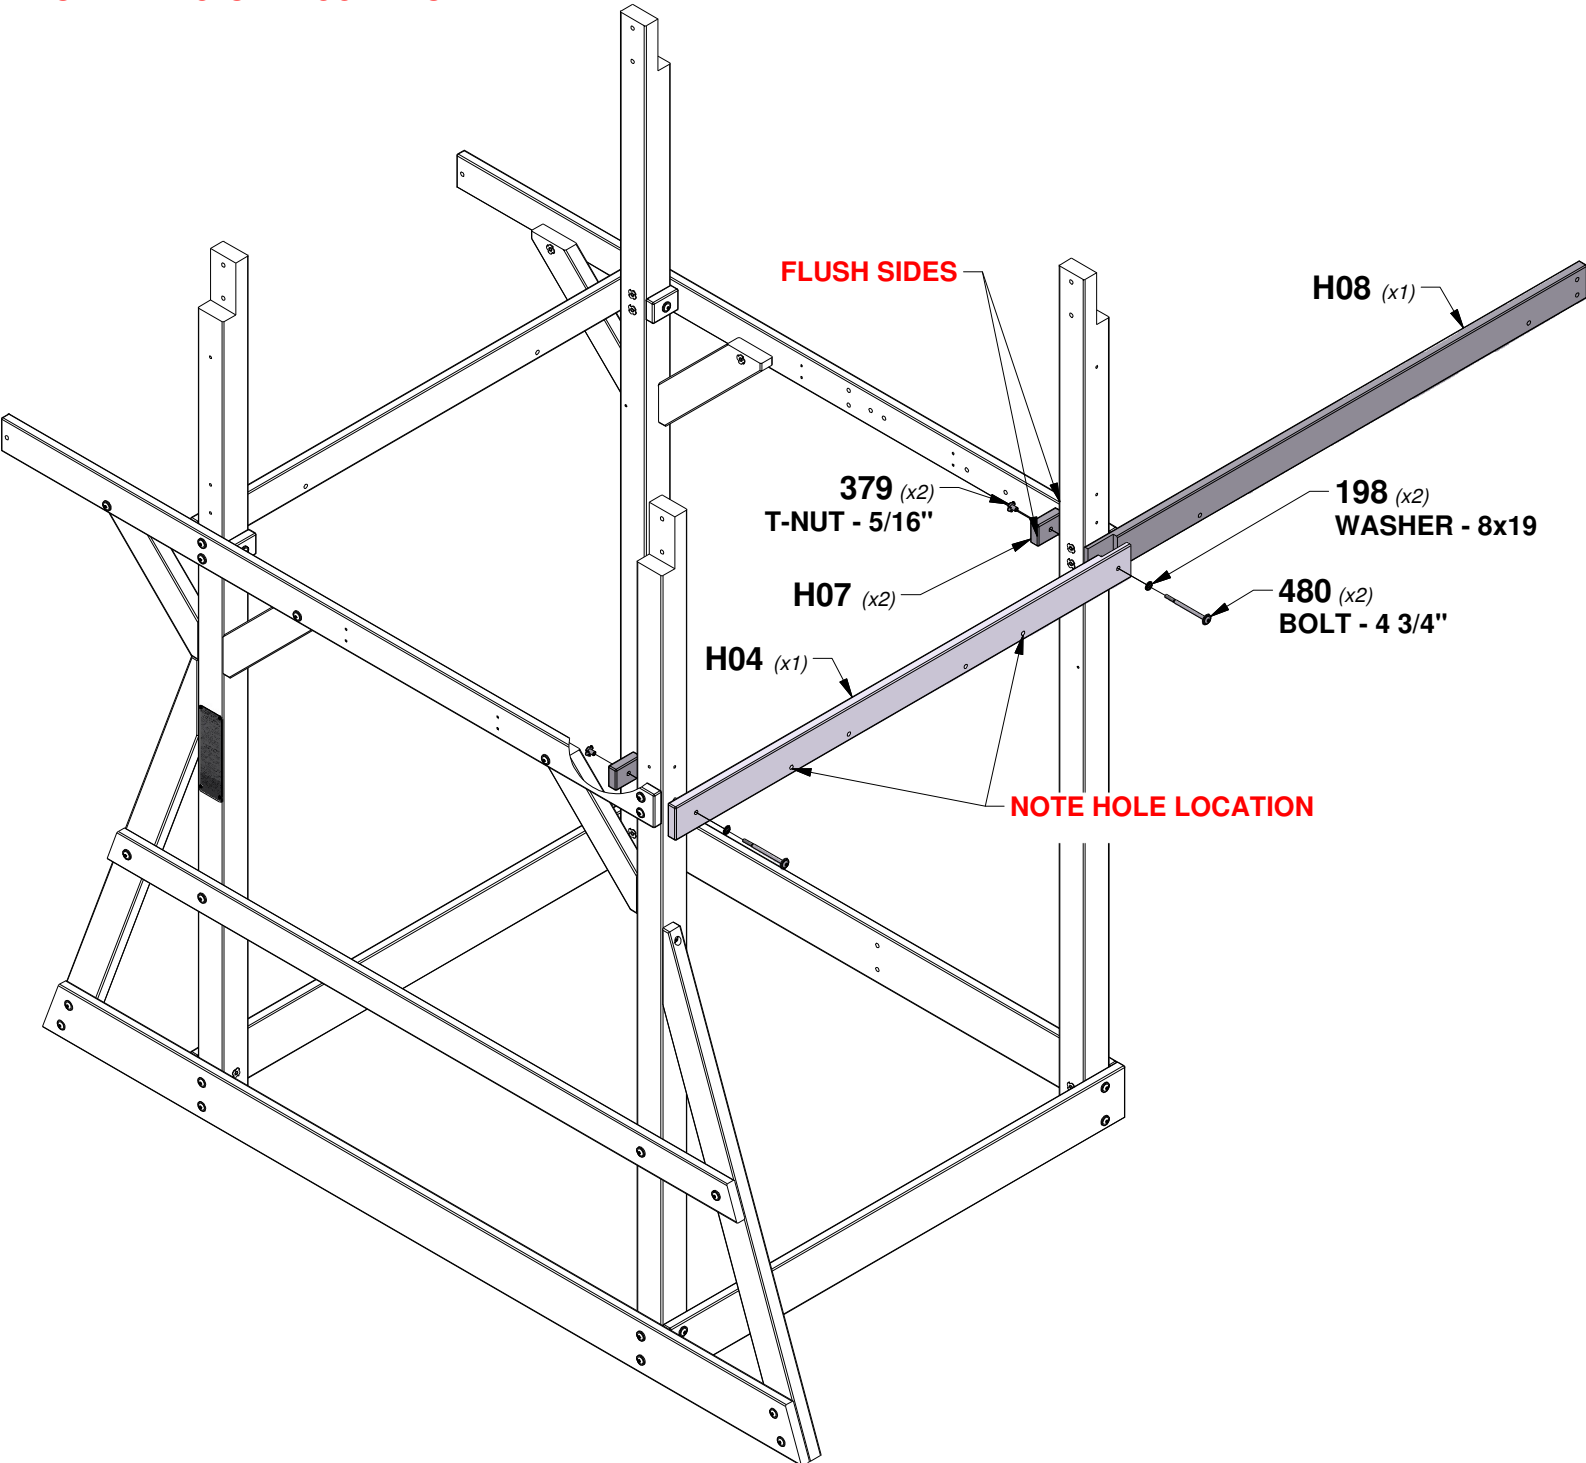 FLUSH SIDES
H08 (x1)
379 (x2)
T-NUT - 5/16"
198 (x2)
WASHER - 8x19
H07 (x2)
480 (x2)
BOLT - 4 3/4"
H04 (x1)
NOTE HOLE LOCATION